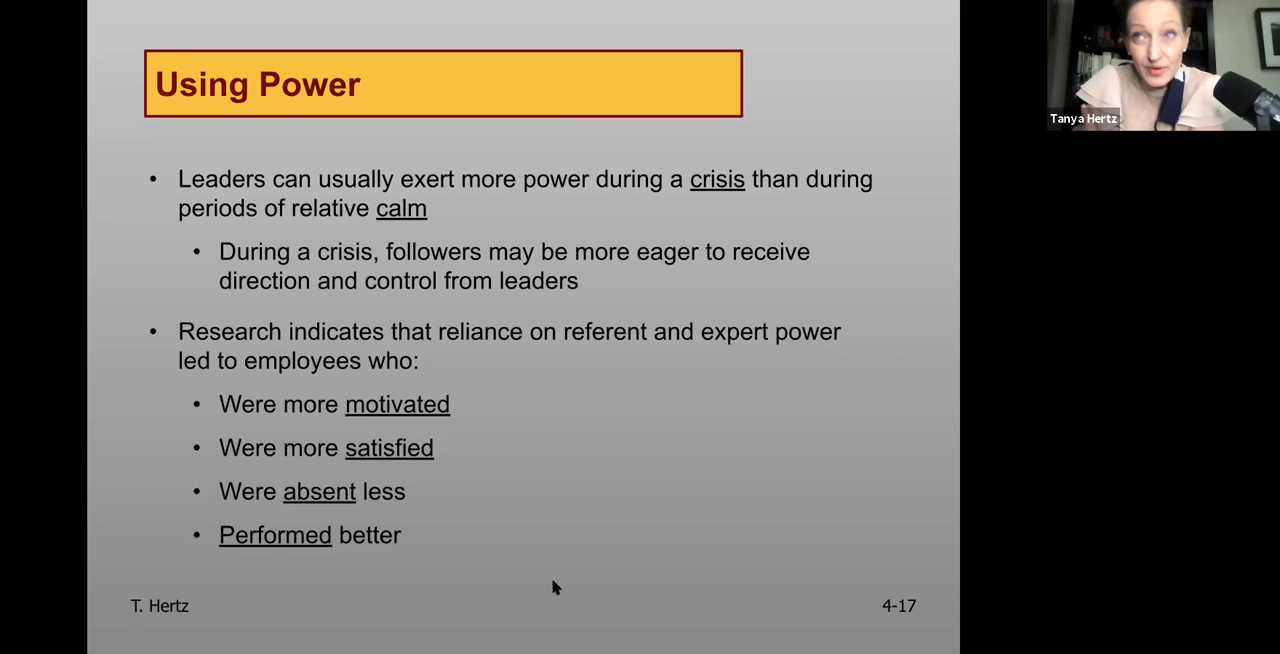 Using Power
Tanya Hertz
• Leaders can usually exert more power during a crisis than during
periods of relative calm
• During a crisis, followers may be more eager to receive
direction and control from leaders
• Research indicates that reliance on referent and expert power
led to employees who:
• Were more motivated
• Were more satisfied
• Were absent less
• Performed better
T. Hertz
4-17